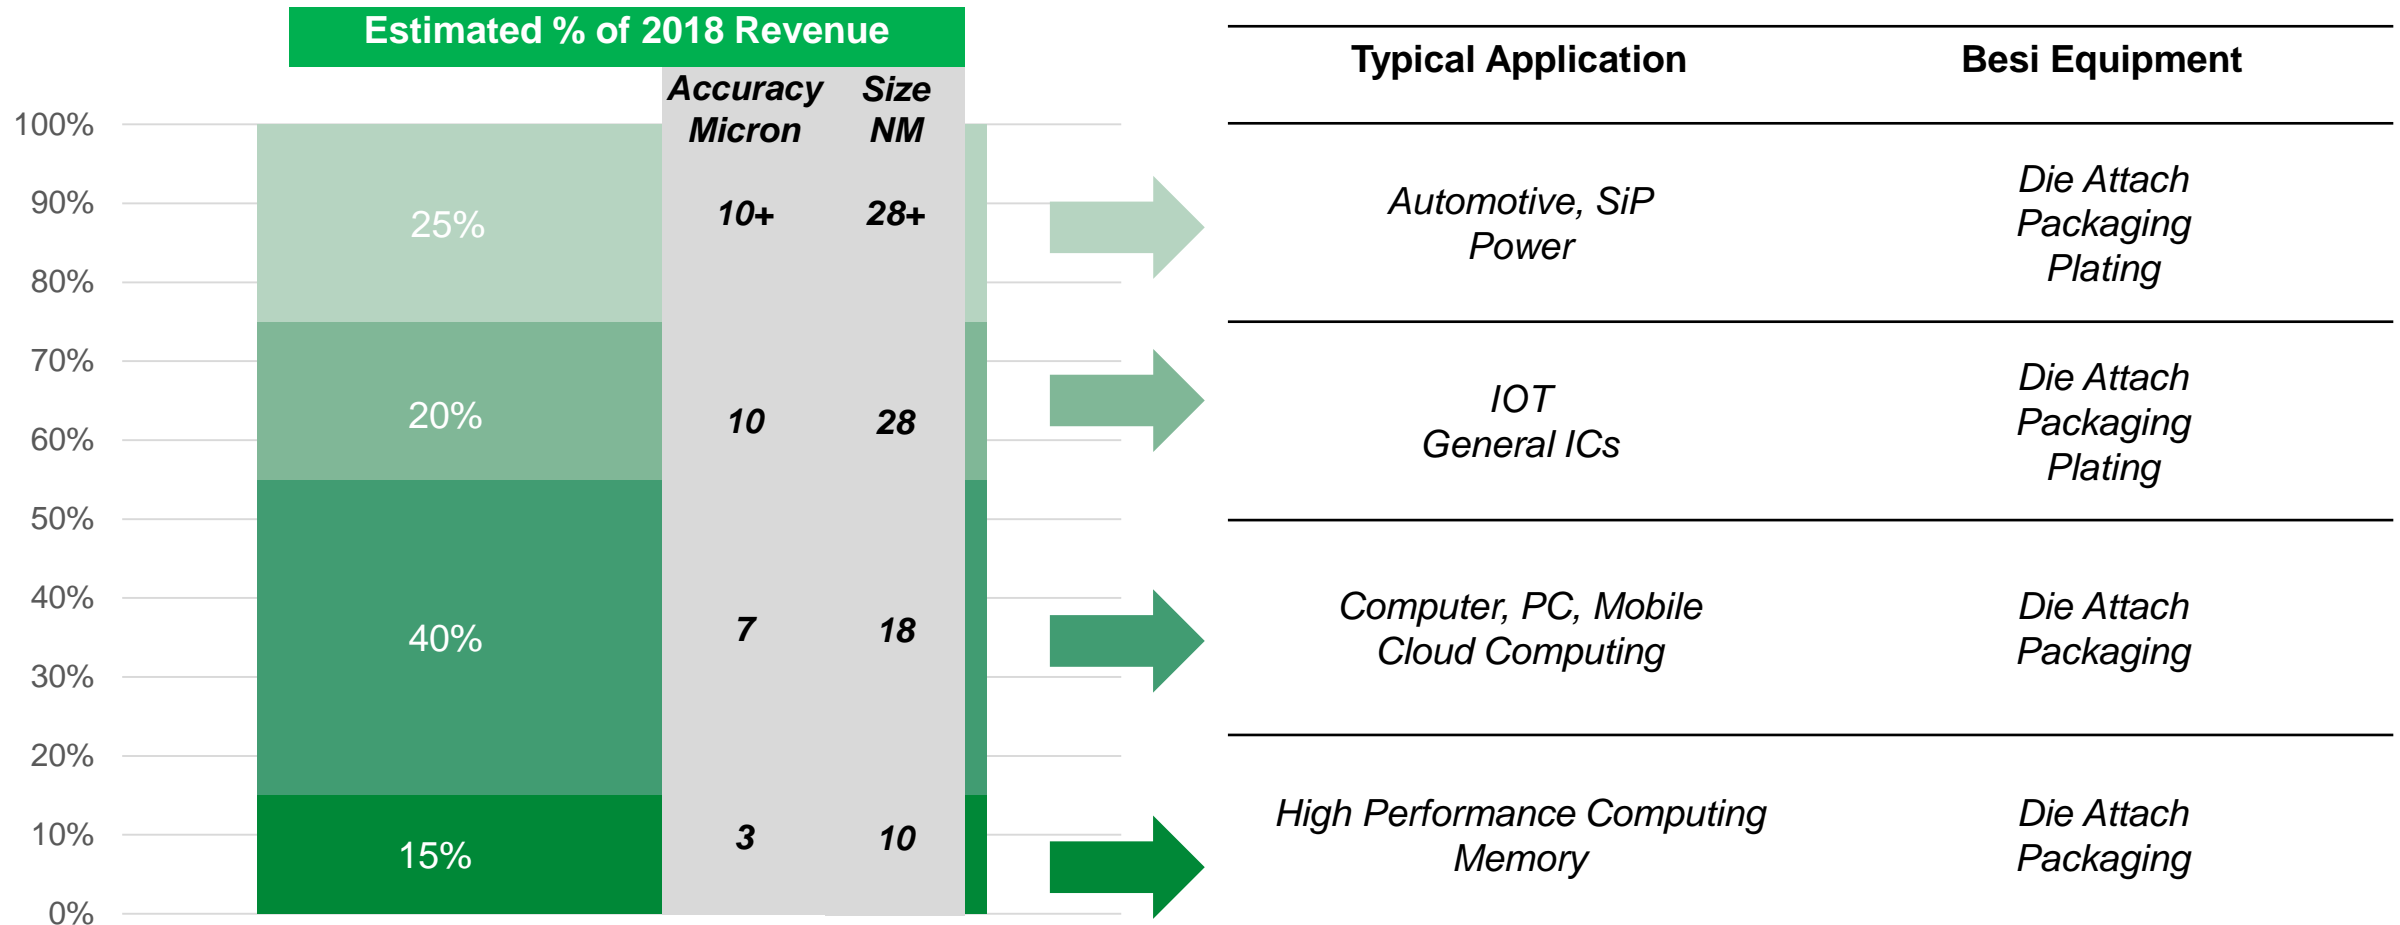 Estimated % of 2018 Revenue
Accuracy Micron
Size NM
Typical Application
Besi Equipment
100%
90%
80%
70%
60%
50%
40%
30%
20%
10%
0%
25%
10+
28+
Automotive, SiP
Power
Die Attach
Packaging
Plating
20%
10
28
IOT
General ICs
Die Attach
Packaging
Plating
40%
7
18
Computer, PC, Mobile
Cloud Computing
Die Attach
Packaging
15%
3
10
High Performance Computing
Memory
Die Attach
Packaging